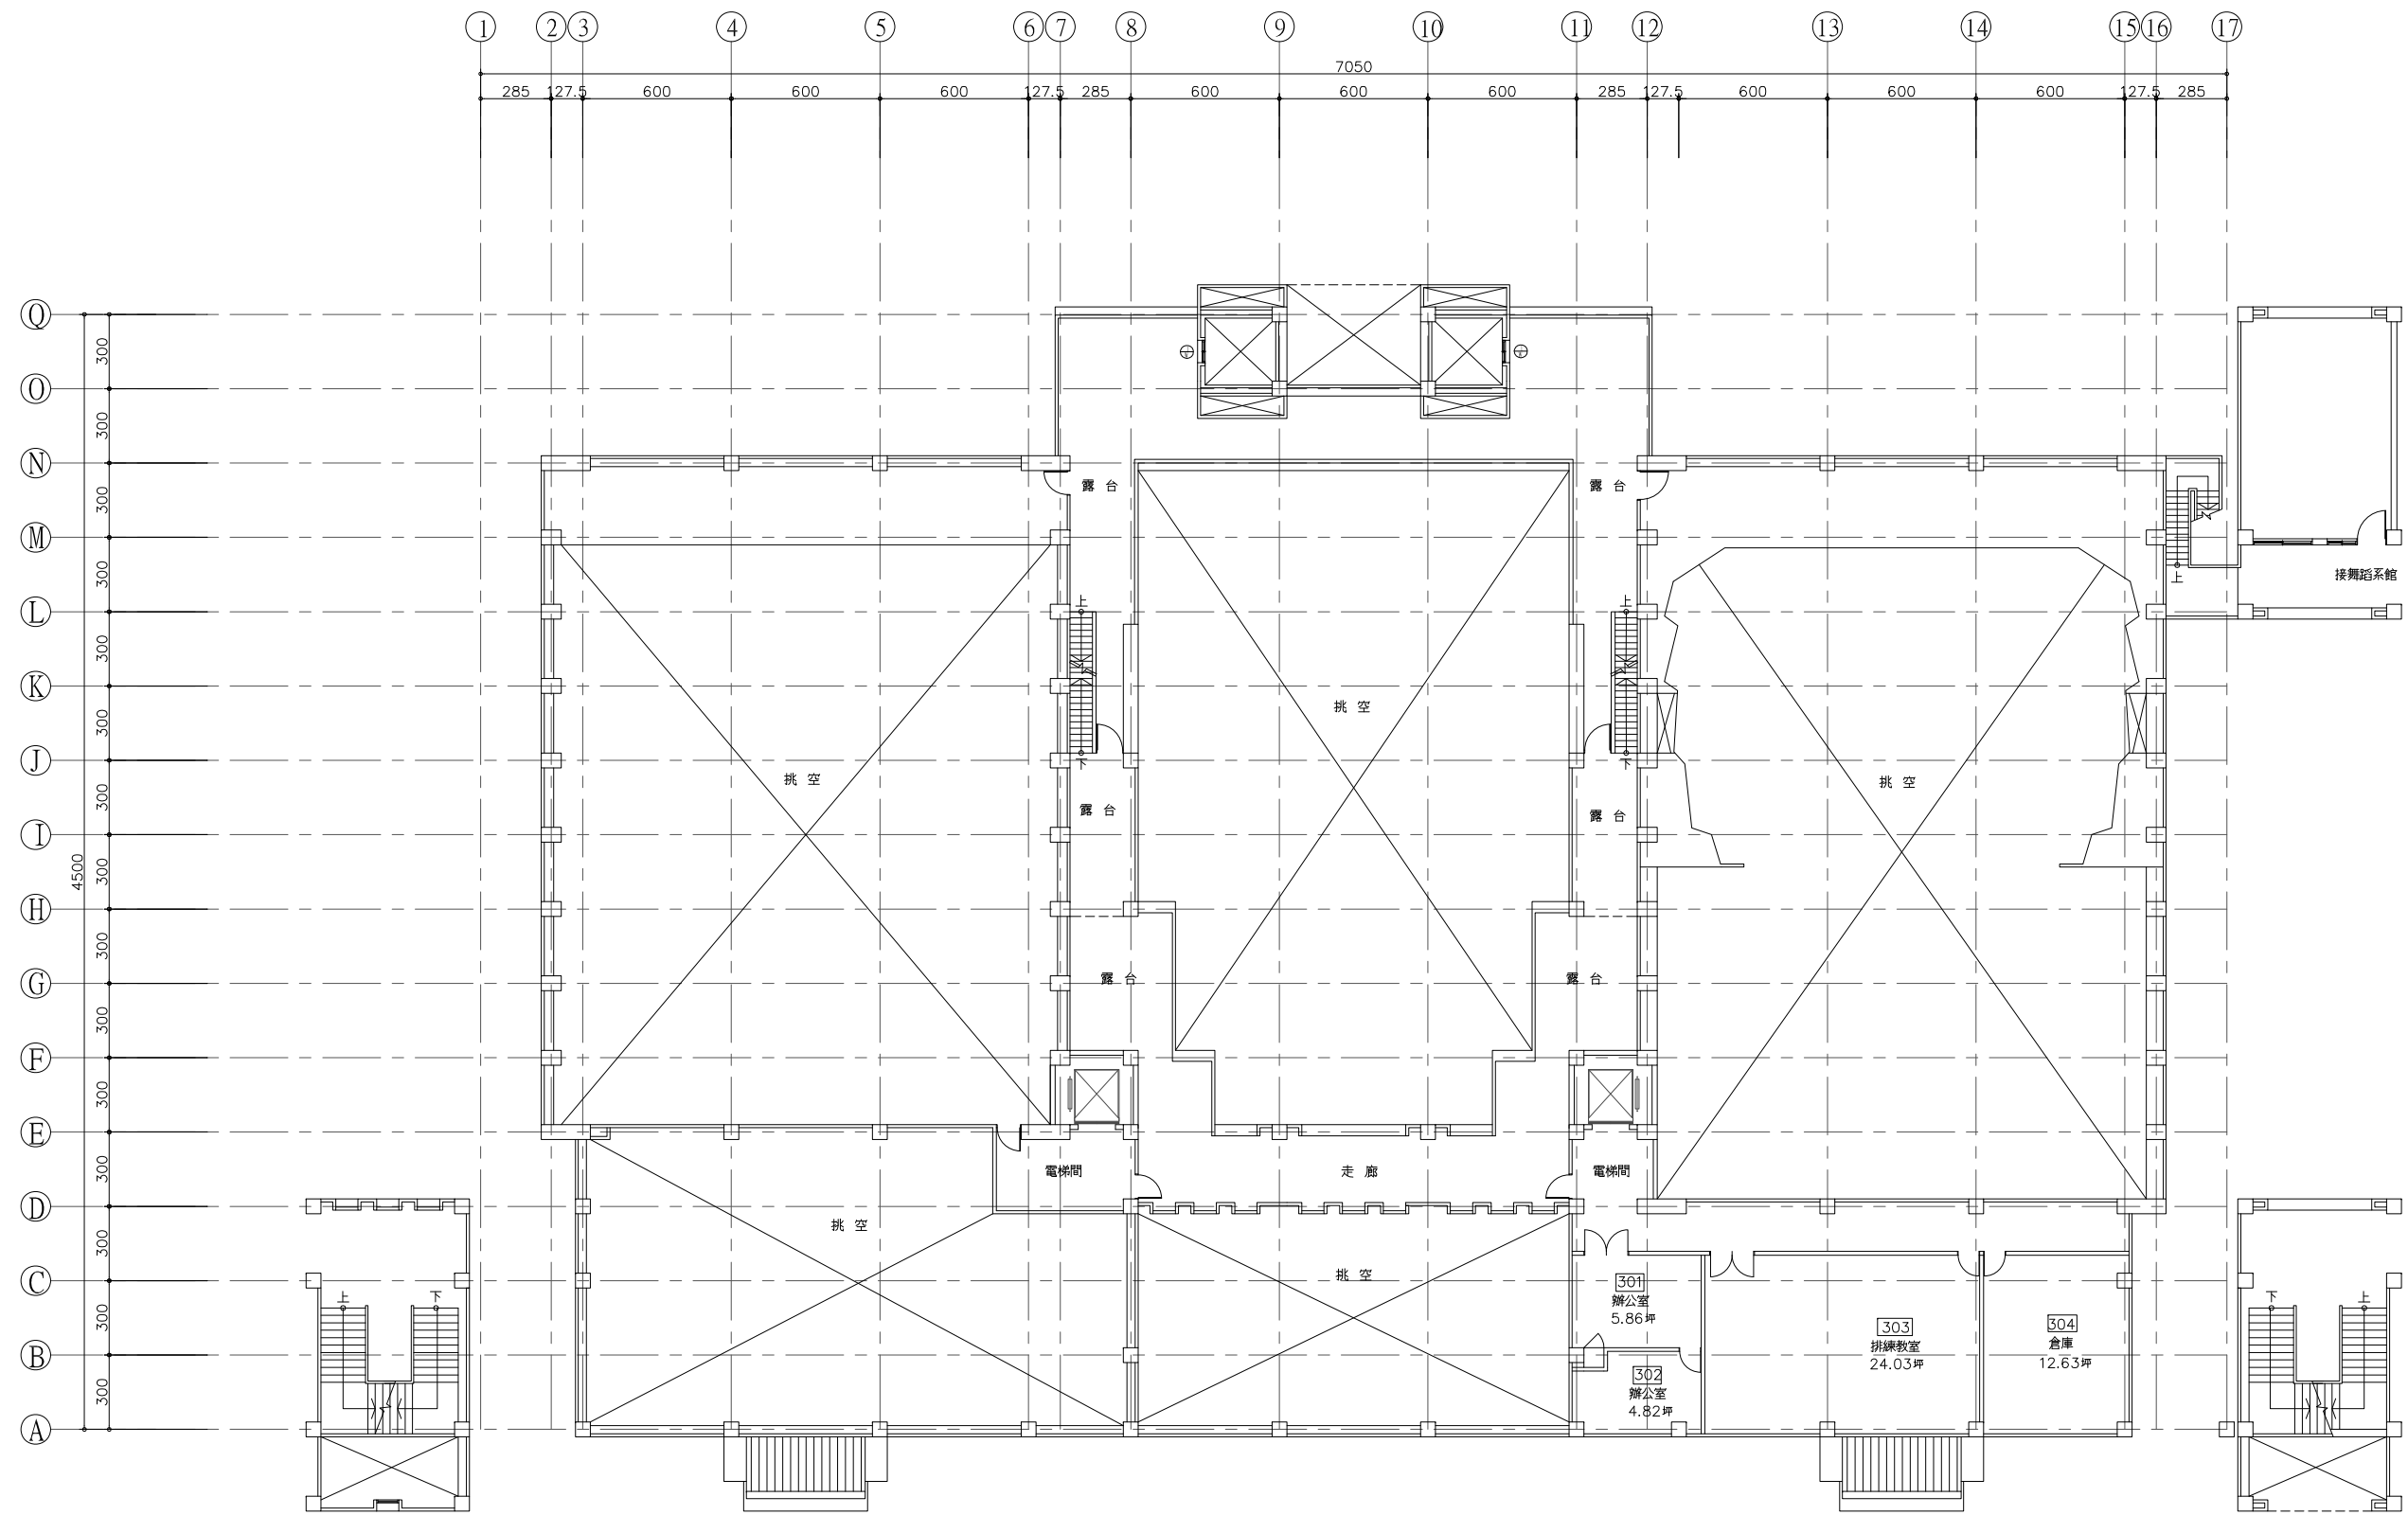 1 2 3 4 5 6 7 8 9 10 11 12 13 14 15 16 17
7050
285 127.5 600 600 600 127.5 285 600 600 600 285 127.5 600 600 600 127.5 285
Q
300
O
300
N
露 台 露 台
300
M
300
接舞蹈系館
上
L
上 上
300
K
挑 空 挑 空 挑 空
300
J
下 下
300
露 台 露 台
I
4500
300
H
300
G
露 台 露 台
300
F
300
E
300
電梯間 走 廊 電梯間
D
挑 空
300
C
挑 空
301
辦公室
5.86坪
上 下
下 上
300
303
排練教室
24.03坪
304
倉庫
12.63坪
B
302
辦公室
4.82坪
300
A